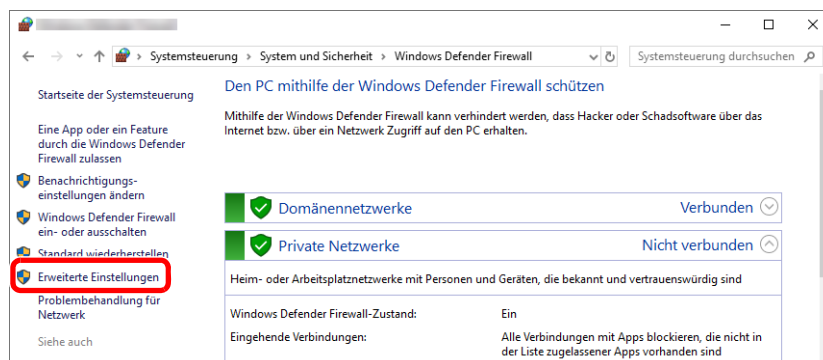 Systemsteuerung > System und Sicherheit > Windows Defender Firewall
Systemsteuerung durchsuchen
Startseite der Systemsteuerung
Eine App oder ein Feature
durch die Windows Defender
Firewall zulassen
Benachrichtigungs-
einstellungen ändern
Windows Defender Firewall
ein- oder ausschalten
Standard wiederherstellen
Erweiterte Einstellungen
Problembehandlung für
Netzwerk
Siehe auch
Den PC mithilfe der Windows Defender Firewall schützen
Mithilfe der Windows Defender Firewall kann verhindert werden, dass Hacker oder Schadsoftware über das
Internet bzw. über ein Netzwerk Zugriff auf den PC erhalten.
Domänennetzwerke Verbunden
Private Netzwerke Nicht verbunden
Heim- oder Arbeitsplatznetzwerke mit Personen und Geräten, die bekannt und vertrauenswürdig sind
Windows Defender Firewall-Zustand: Ein
Eingehende Verbindungen: Alle Verbindungen mit Apps blockieren, die nicht in
der Liste zugelassener Apps vorhanden sind